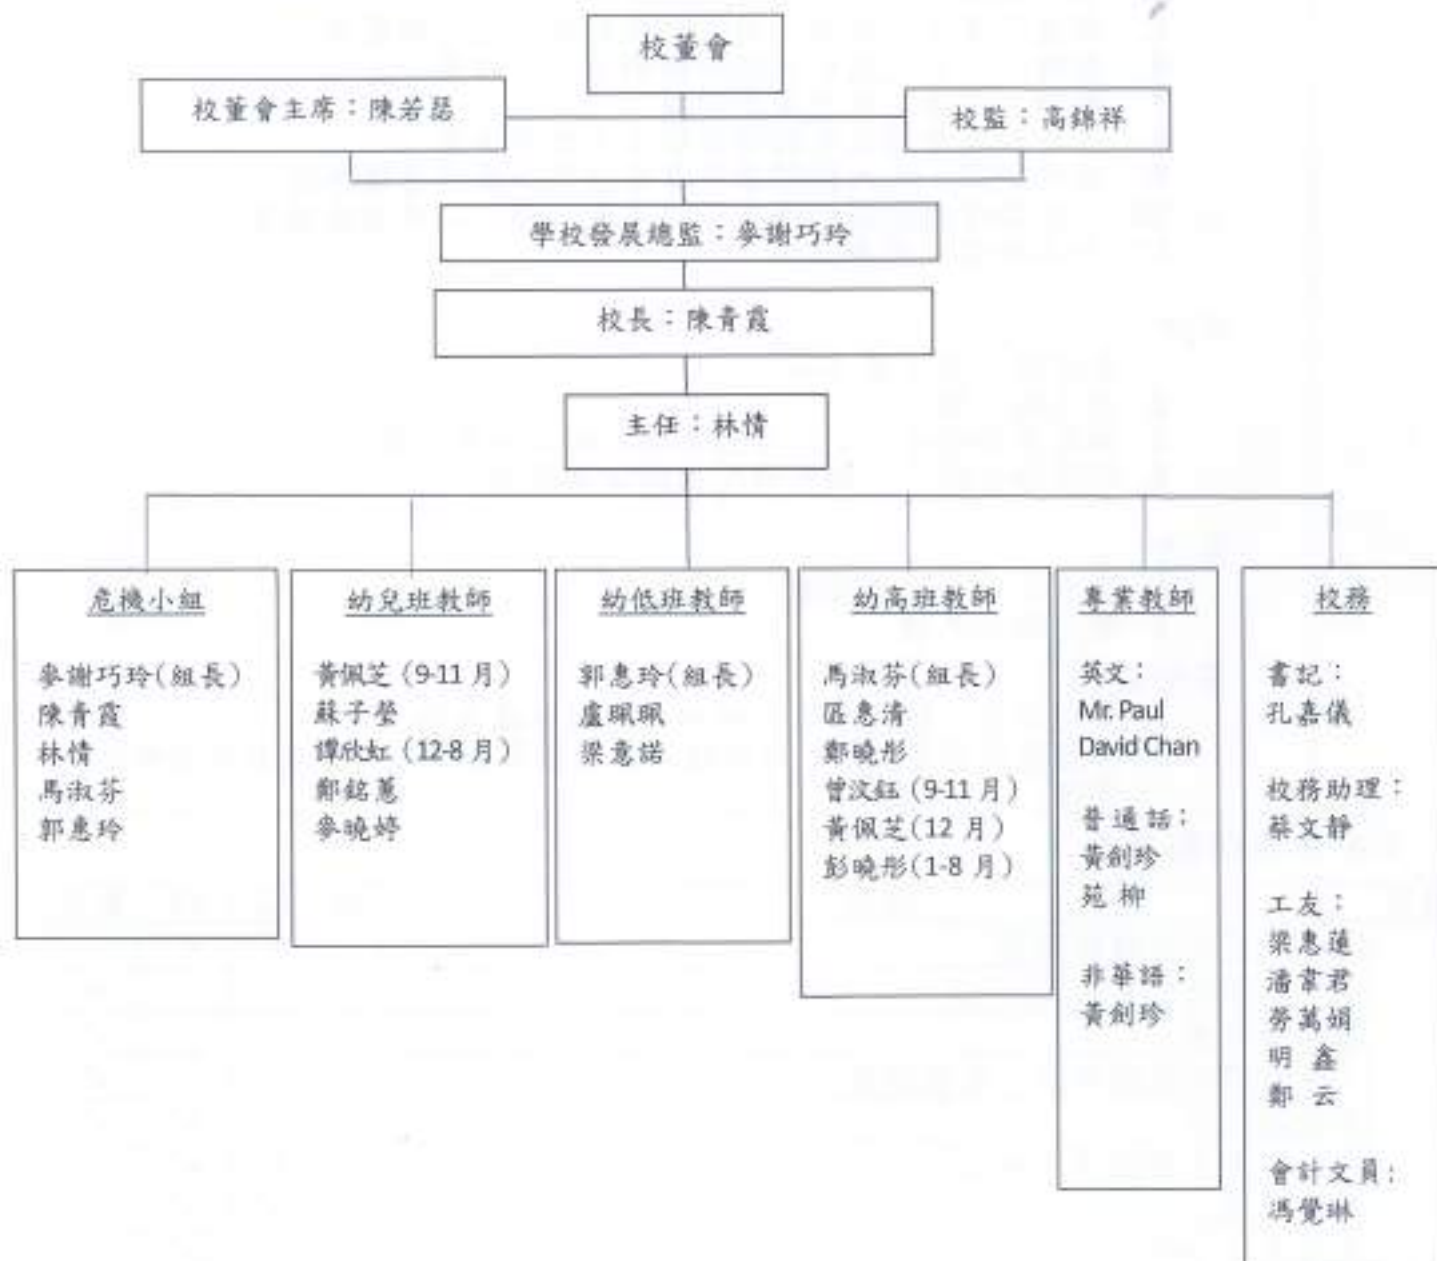 校董會
校董會主席：陳若瑟
校監：高錦祥
學校發展總監：麥謝巧玲
校長：陳青霞
主任：林情
危機小組
麥謝巧玲(組長)
陳青霞
林情
馬淑芬
郭惠玲
幼兒班教師
黃佩芝 (9-11 月)
蘇子瑩
譚欣虹 (12-8 月)
鄭銘蕙
麥曉婷
幼低班教師
郭惠玲(組長)
盧珮珮
梁意諾
幼高班教師
馬淑芬(組長)
區惠清
鄭曉彤
曾汶鈺 (9-11 月)
黃佩芝(12 月)
彭曉彤(1-8 月)
專業教師
英文：
Mr. Paul
David Chan
普通話：
黃劍珍
苑 柳
非華語：
黃劍珍
校務
書記：
孔嘉儀
校務助理：
蔡文靜
工友：
梁惠蓮
潘韋君
勞萬娟
明 鑫
鄭 云
會計文員：
馮覺琳